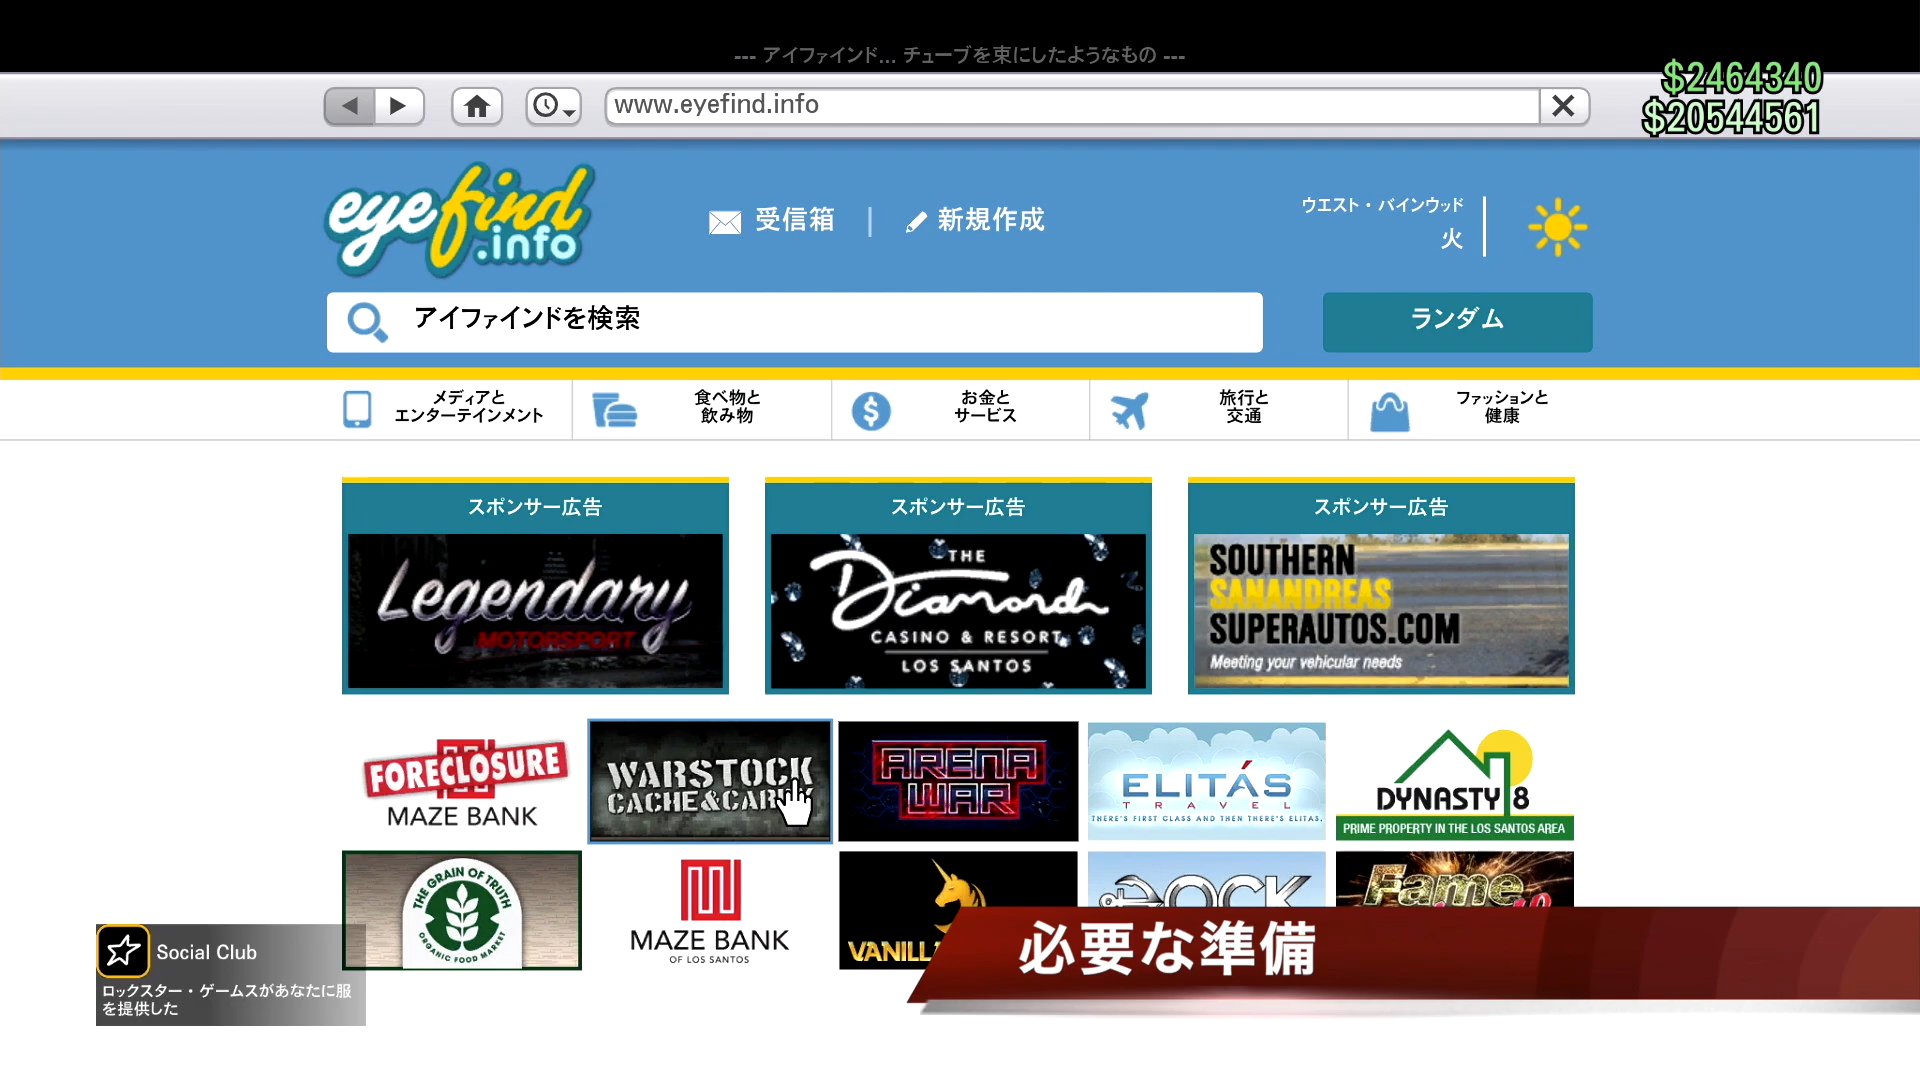 --- アイファインド... チューブを束にしたようなもの ---
$2464340
$20544561
www.eyefind.info
eyefind
.info
受信箱
新規作成
ウエスト・バインウッド
火
アイファインドを検索
ランダム
メディアと
エンターテインメント
食べ物と
飲み物
お金と
サービス
旅行と
交通
ファッションと
健康
スポンサー広告
Legendary
MOTORSPORT
スポンサー広告
THE
Diamond
CASINO & RESORT
LOS SANTOS
スポンサー広告
SOUTHERN
SANANDREAS
SUPERAUTOS.COM
Meeting your vehicular needs
FORECLOSURE
MAZE BANK
WARSTOCK
CACHE&CARRY
ARENA
WAR
ELITÁS
TRAVEL
THERE'S FIRST CLASS AND THEN THERE'S ELITAS.
DYNASTY 8
PRIME PROPERTY IN THE LOS SANTOS AREA
THE GRAIN OF TRUTH
ORGANIC FOOD MARKET
MAZE BANK
OF LOS SANTOS
VANILL
DOCK
Fame
必要な準備
Social Club
ロックスター・ゲームスがあなたに服
を提供した